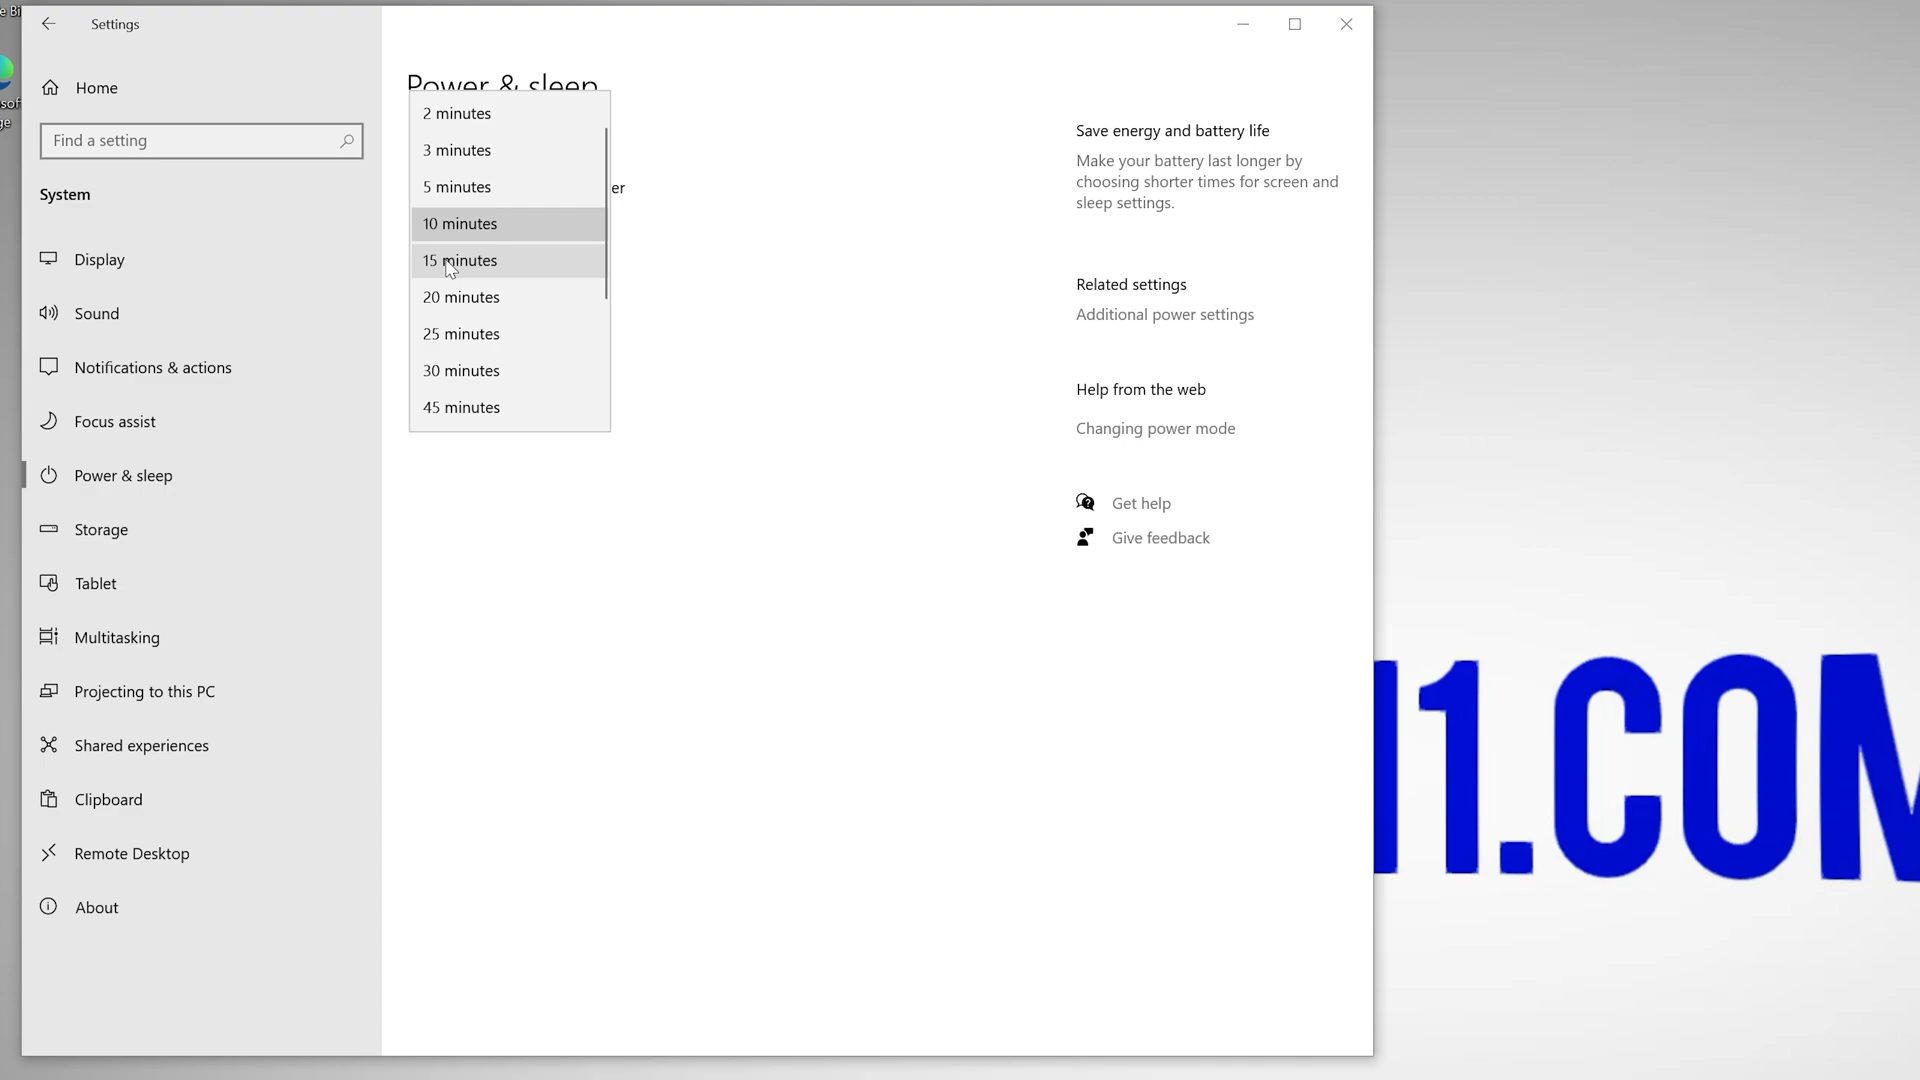 Settings
Home
Find a setting
System
Display
Sound
Notifications & actions
Focus assist
Power & sleep
Storage
Tablet
Multitasking
Projecting to this PC
Shared experiences
Clipboard
Remote Desktop
About
Power & sleep
2 minutes
3 minutes
5 minutes
er
10 minutes
15 minutes
20 minutes
25 minutes
30 minutes
45 minutes
Save energy and battery life
Make your battery last longer by
choosing shorter times for screen and
sleep settings.
Related settings
Additional power settings
Help from the web
Changing power mode
Get help
Give feedback
1.COM